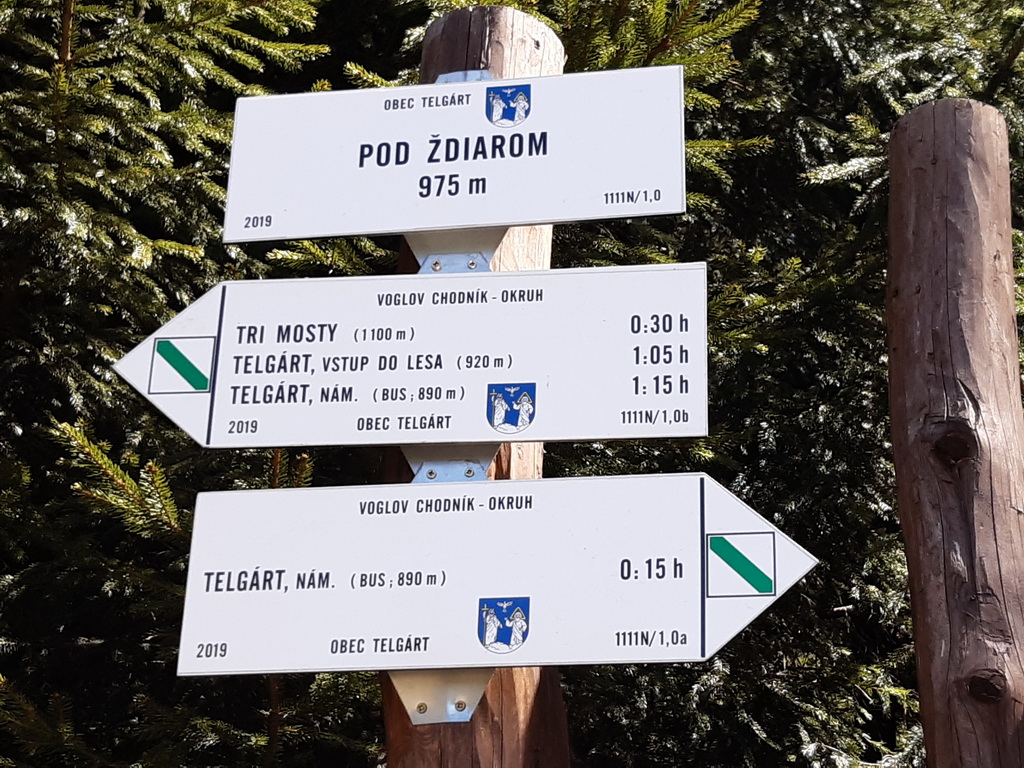 OBEC TELGÁRT
POD ŽDIAROM
975 m
2019 1111N/1,0
VOGLOV CHODNÍK - OKRUH
TRI MOSTY (1100 m) 0:30 h
TELGÁRT, VSTUP DO LESA (920 m) 1:05 h
TELGÁRT, NÁM. (BUS; 890 m) 1:15 h
2019 OBEC TELGÁRT 1111N/1,0b
VOGLOV CHODNÍK - OKRUH
TELGÁRT, NÁM. (BUS; 890 m) 0:15 h
2019 OBEC TELGÁRT 1111N/1,0a